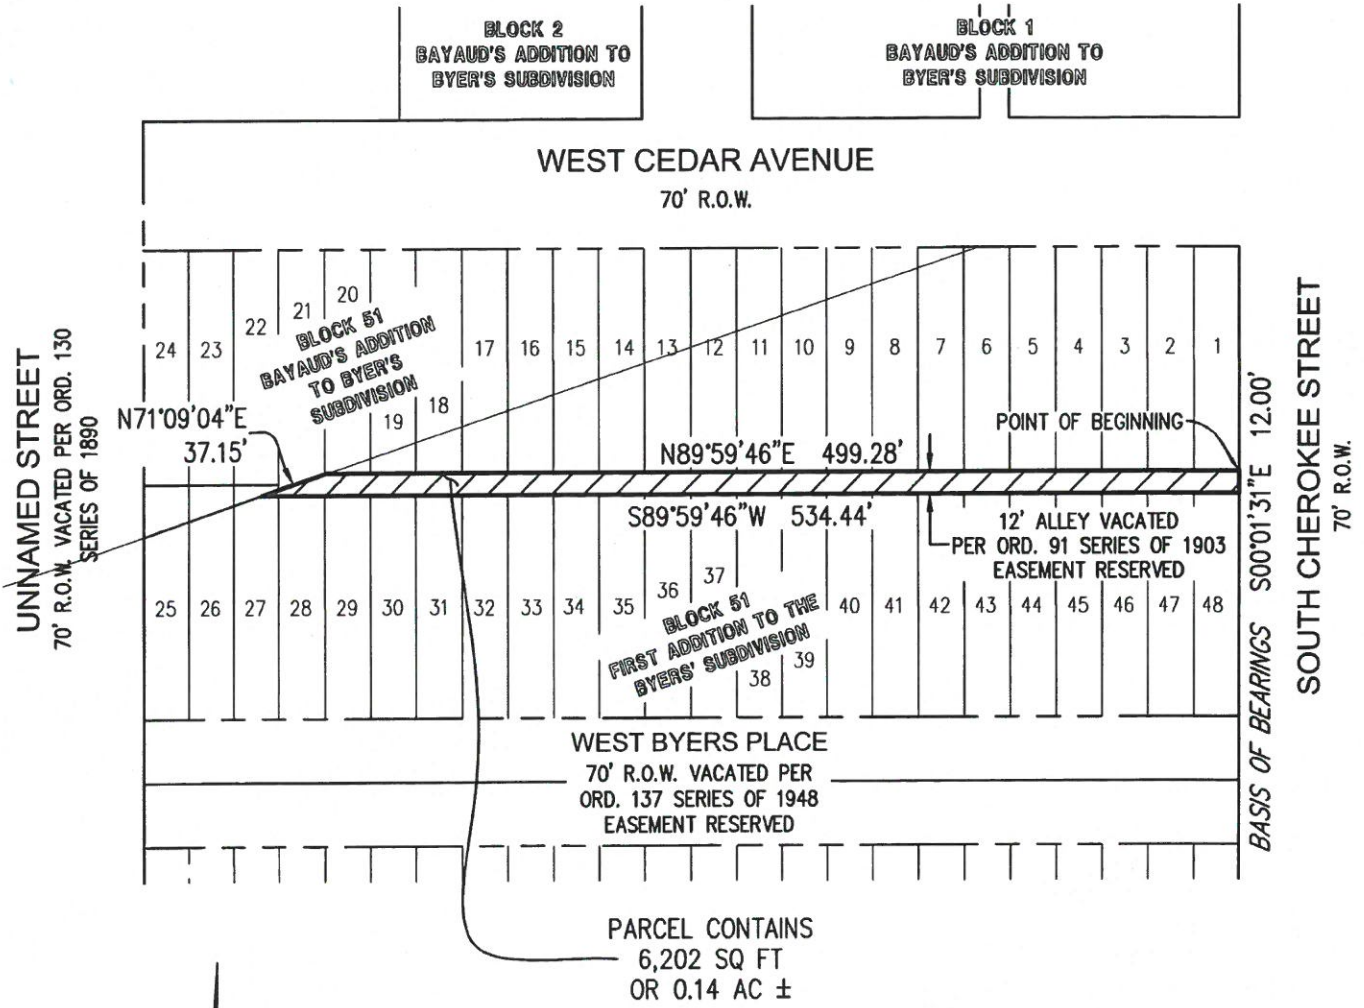 BLOCK 2
BAYAUD'S ADDITION TO
BYER'S SUBDIVISION
BLOCK 1
BAYAUD'S ADDITION TO
BYER'S SUBDIVISION
WEST CEDAR AVENUE
70' R.O.W.
UNNAMED STREET
70' R.O.W. VACATED PER ORD. 130
SERIES OF 1890
24 23 22 21 20 19 18 17 16 15 14 13 12 11 10 9 8 7 6 5 4 3 2 1
BLOCK 51
BAYAUD'S ADDITION
TO BYER'S
SUBDIVISION
N71°09'04"E
37.15'
POINT OF BEGINNING
N89°59'46"E 499.28'
S89°59'46"W 534.44'
12' ALLEY VACATED
PER ORD. 91 SERIES OF 1903
EASEMENT RESERVED
BASIS OF BEARINGS S00°01'31"E 12.00'
SOUTH CHEROKEE STREET
70' R.O.W.
25 26 27 28 29 30 31 32 33 34 35 36 37 38 39 40 41 42 43 44 45 46 47 48
BLOCK 51
FIRST ADDITION TO THE
BYERS' SUBDIVISION
WEST BYERS PLACE
70' R.O.W. VACATED PER
ORD. 137 SERIES OF 1948
EASEMENT RESERVED
PARCEL CONTAINS
6,202 SQ FT
OR 0.14 AC ±